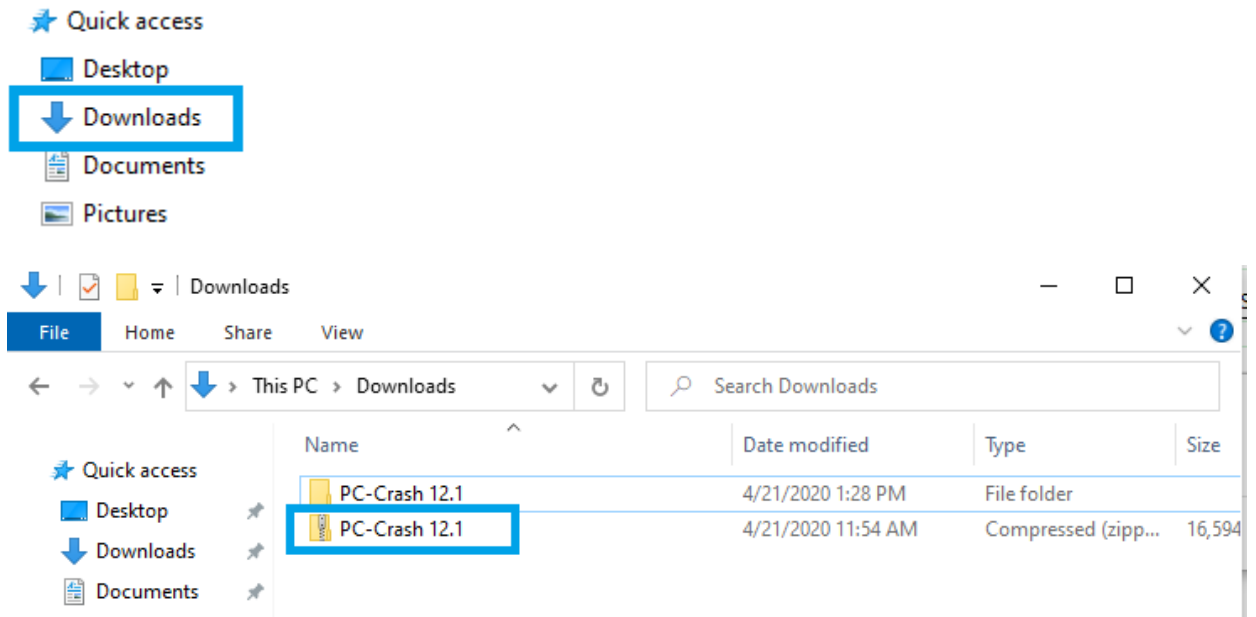 Quick access
Desktop
Downloads
Documents
Pictures
Downloads
File Home Share View
This PC > Downloads Search Downloads
Name Date modified Type Size
Quick access
PC-Crash 12.1 4/21/2020 1:28 PM File folder
Desktop
PC-Crash 12.1 4/21/2020 11:54 AM Compressed (zipp... 16,594
Downloads
Documents